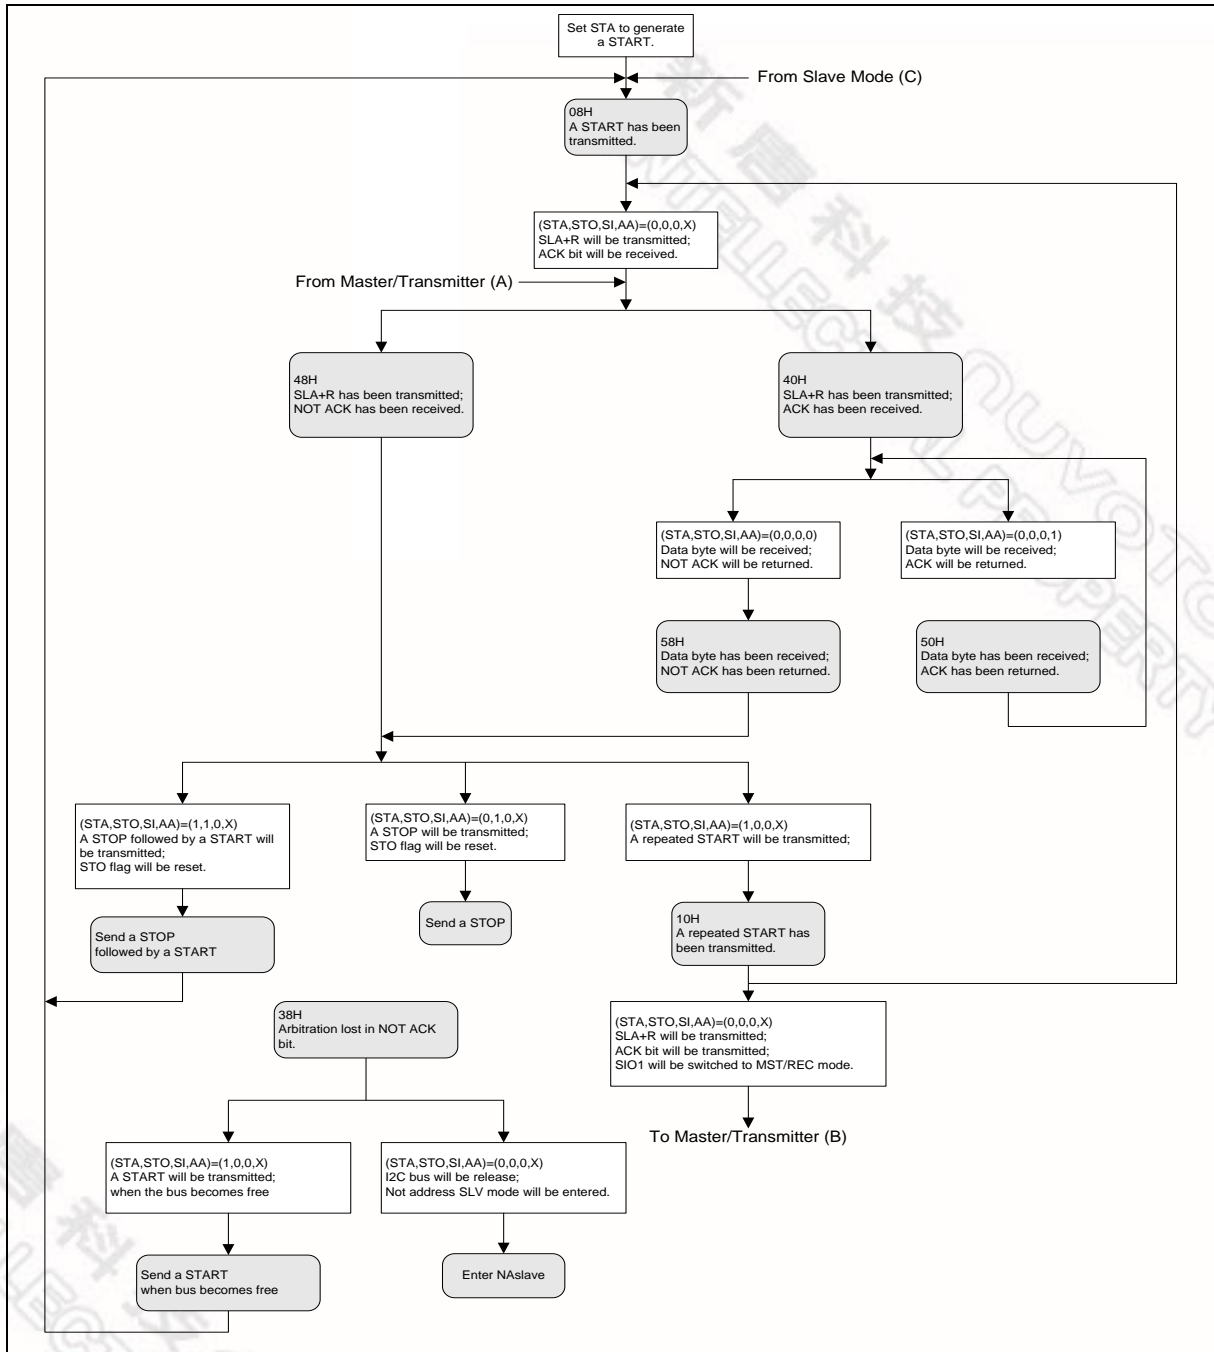 Set STA to generate
a START.
From Slave Mode (C)
08H
A START has been
transmitted.
(STA,STO,SI,AA)=(0,0,0,X)
SLA+R will be transmitted;
ACK bit will be received.
From Master/Transmitter (A)
48H
SLA+R has been transmitted;
NOT ACK has been received.
40H
SLA+R has been transmitted;
ACK has been received.
(STA,STO,SI,AA)=(0,0,0,0)
Data byte will be received;
NOT ACK will be returned.
(STA,STO,SI,AA)=(0,0,0,1)
Data byte will be received;
ACK will be returned.
58H
Data byte has been received;
NOT ACK has been returned.
50H
Data byte has been received;
ACK has been returned.
(STA,STO,SI,AA)=(1,1,0,X)
A STOP followed by a START will
be transmitted;
STO flag will be reset.
(STA,STO,SI,AA)=(0,1,0,X)
A STOP will be transmitted;
STO flag will be reset.
(STA,STO,SI,AA)=(1,0,0,X)
A repeated START will be transmitted;
Send a STOP
followed by a START
Send a STOP
10H
A repeated START has
been transmitted.
38H
Arbitration lost in NOT ACK
bit.
(STA,STO,SI,AA)=(0,0,0,X)
SLA+R will be transmitted;
ACK bit will be transmitted;
SIO1 will be switched to MST/REC mode.
To Master/Transmitter (B)
(STA,STO,SI,AA)=(1,0,0,X)
A START will be transmitted;
when the bus becomes free
(STA,STO,SI,AA)=(0,0,0,X)
I2C bus will be release;
Not address SLV mode will be entered.
Send a START
when bus becomes free
Enter NAslave
新唐科技 nuvoTo
INTELLECTUAL PROPERTY
唐科技
ELLECT